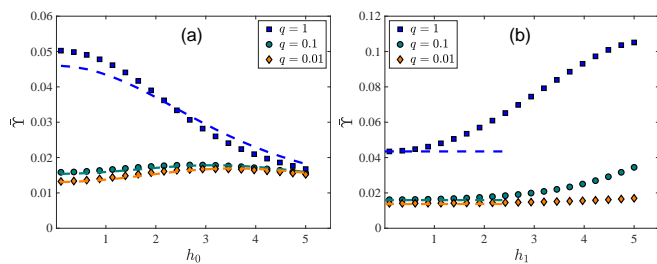 0.06
0.05
0.04
0.03
0.02
0.01
0
Ῡ
1
2
3
4
5
h₀
(a)
q = 1
q = 0.1
q = 0.01
0.12
0.10
0.08
0.06
0.04
0.02
0
Ῡ
1
2
3
4
5
h₁
(b)
q = 1
q = 0.1
q = 0.01